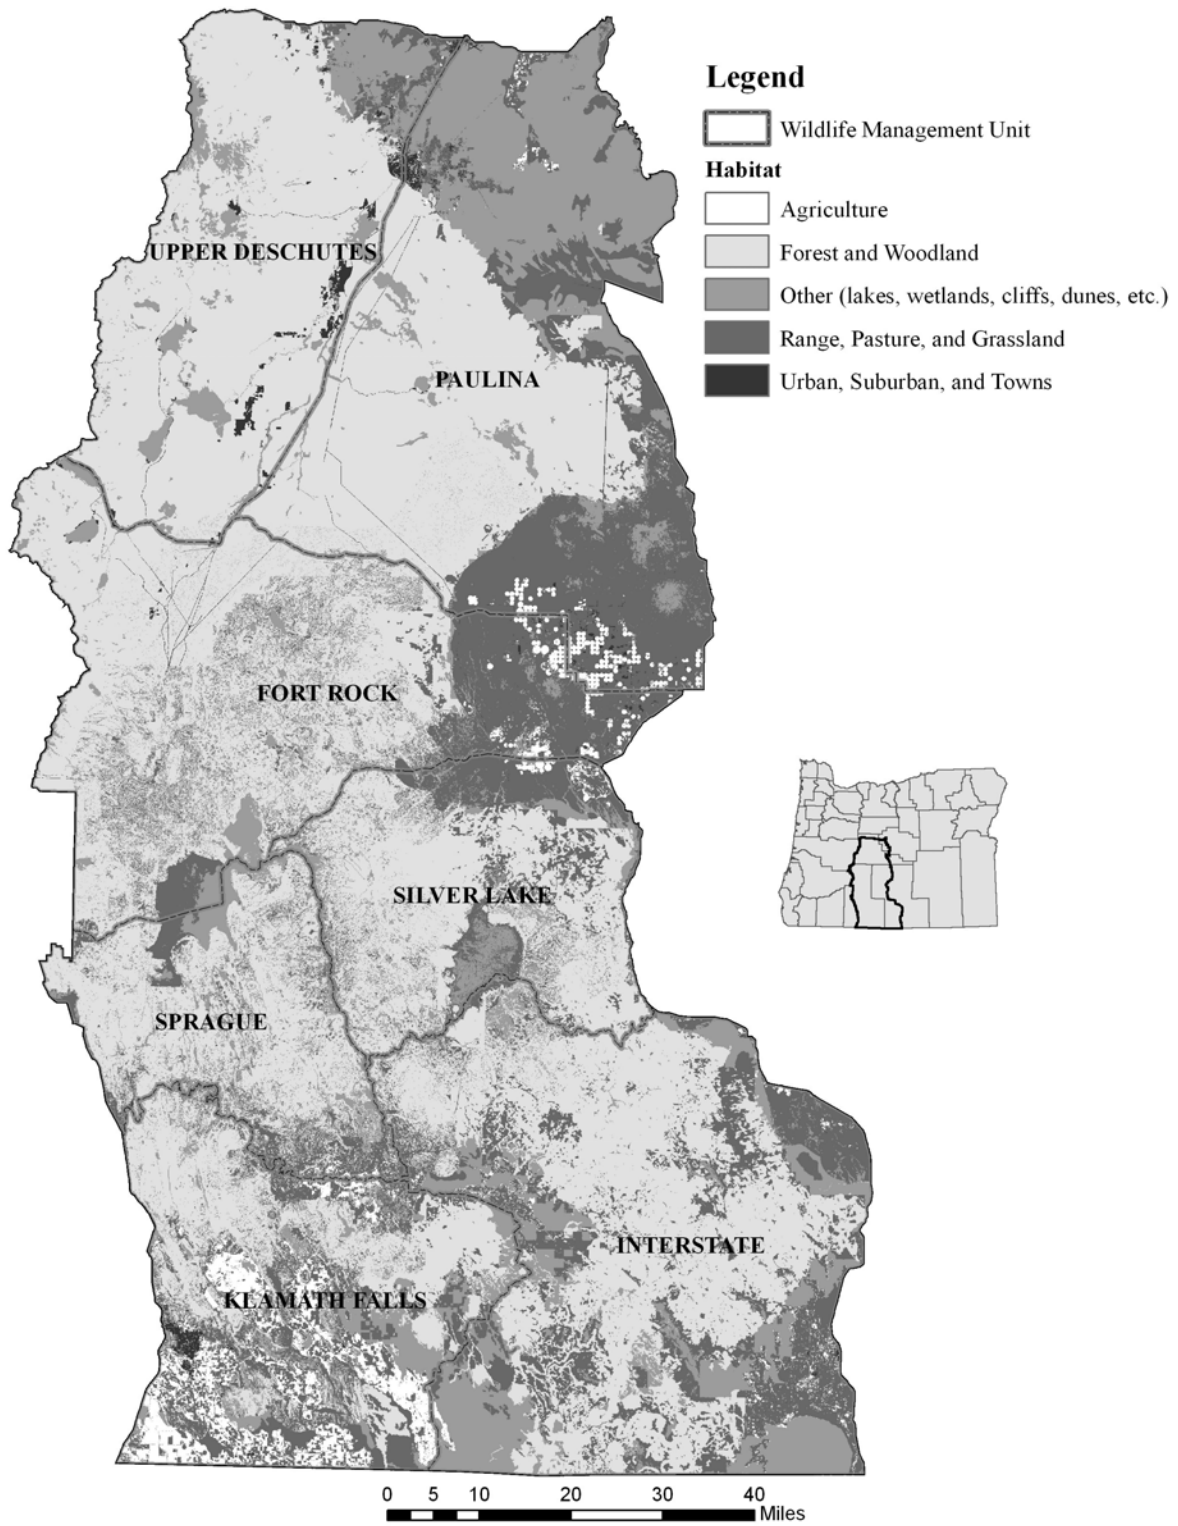 Legend
Wildlife Management Unit
Habitat
Agriculture
Forest and Woodland
Other (lakes, wetlands, cliffs, dunes, etc.)
Range, Pasture, and Grassland
Urban, Suburban, and Towns
UPPER DESCHUTES
PAULINA
FORT ROCK
SILVER LAKE
SPRAGUE
INTERSTATE
KLAMATH FALLS
0 5 10 20 30 40
Miles